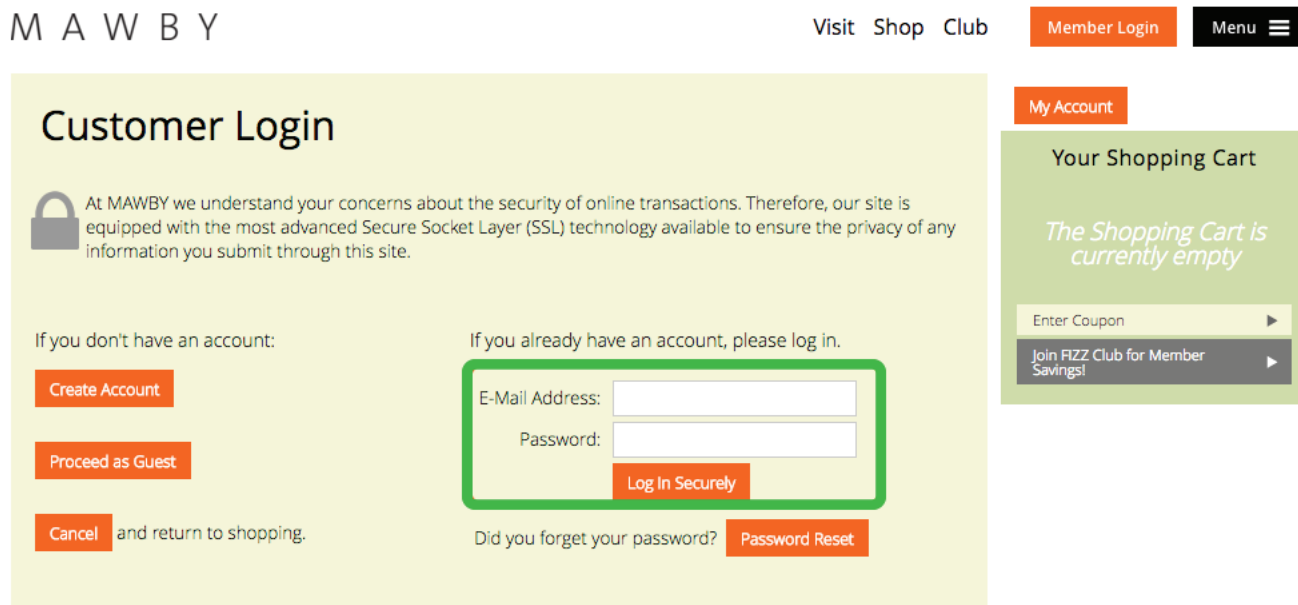 MAWBY
Visit Shop Club Member Login Menu
Customer Login
At MAWBY we understand your concerns about the security of online transactions. Therefore, our site is
equipped with the most advanced Secure Socket Layer (SSL) technology available to ensure the privacy of any
information you submit through this site.
If you don't have an account:
Create Account
Proceed as Guest
Cancel and return to shopping.
If you already have an account, please log in.
E-Mail Address:
Password:
Log In Securely
Did you forget your password? Password Reset
My Account
Your Shopping Cart
The Shopping Cart is
currently empty
Enter Coupon
Join FIZZ Club for Member
Savings!